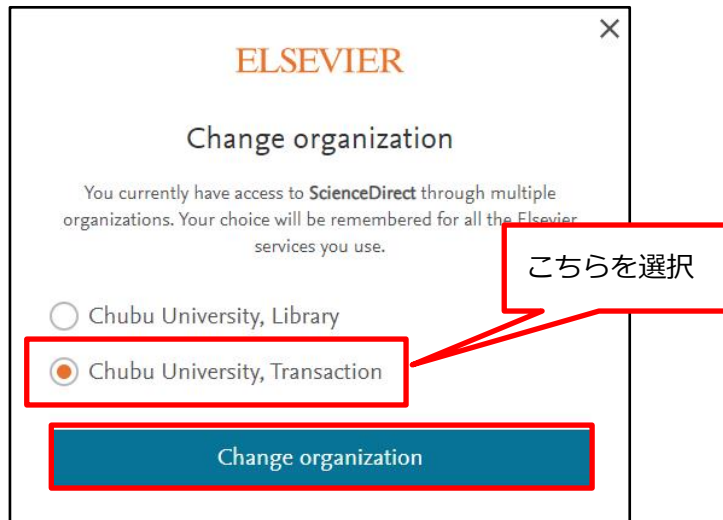 ELSEVIER
Change organization
You currently have access to ScienceDirect through multiple
organizations. Your choice will be remembered for all the Elsevier
services you use.
こちらを選択
Chubu University, Library
Chubu University, Transaction
Change organization